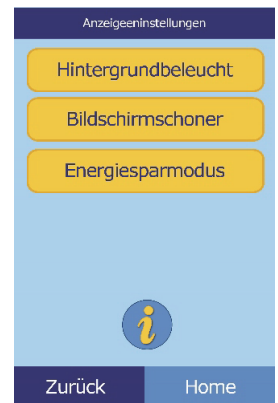 Anzeigeeinstellungen
Hintergrundbeleucht
Bildschirmschoner
Energiesparmodus
i
Zurück Home